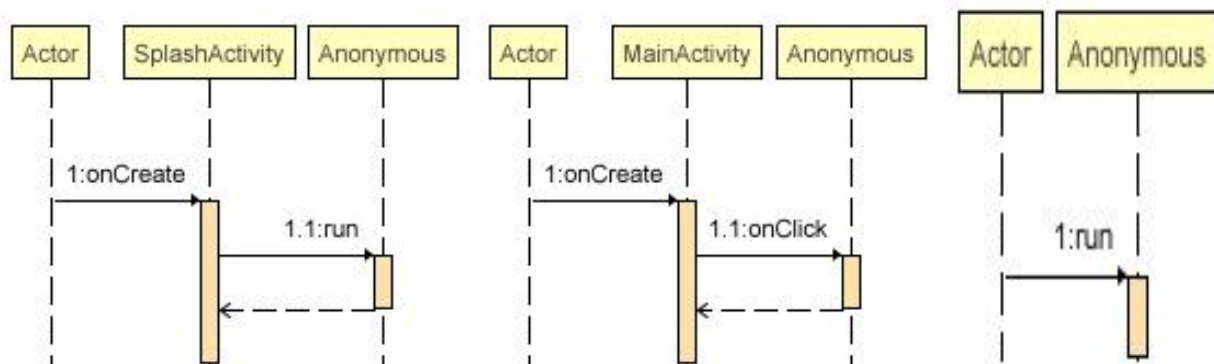 Actor SplashActivity Anonymous
1:onCreate
1.1:run
Actor MainActivity Anonymous
1:onCreate
1.1:onClick
Actor Anonymous
1:run